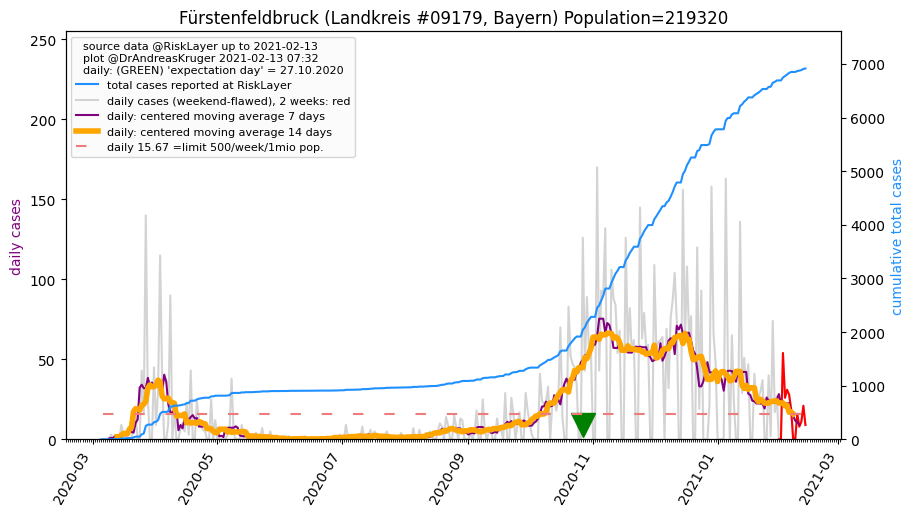 Fürstenfeldbruck (Landkreis #09179, Bayern) Population=219320
source data @RiskLayer up to 2021-02-13
plot @DrAndreasKruger 2021-02-13 07:32
daily: (GREEN) 'expectation day' = 27.10.2020
total cases reported at RiskLayer
daily cases (weekend-flawed), 2 weeks: red
daily: centered moving average 7 days
daily: centered moving average 14 days
daily 15.67 =limit 500/week/1mio pop.
daily cases
250
200
150
100
50
0
cumulative total cases
7000
6000
5000
4000
3000
2000
1000
0
2020-03
2020-05
2020-07
2020-09
2020-11
2021-01
2021-03